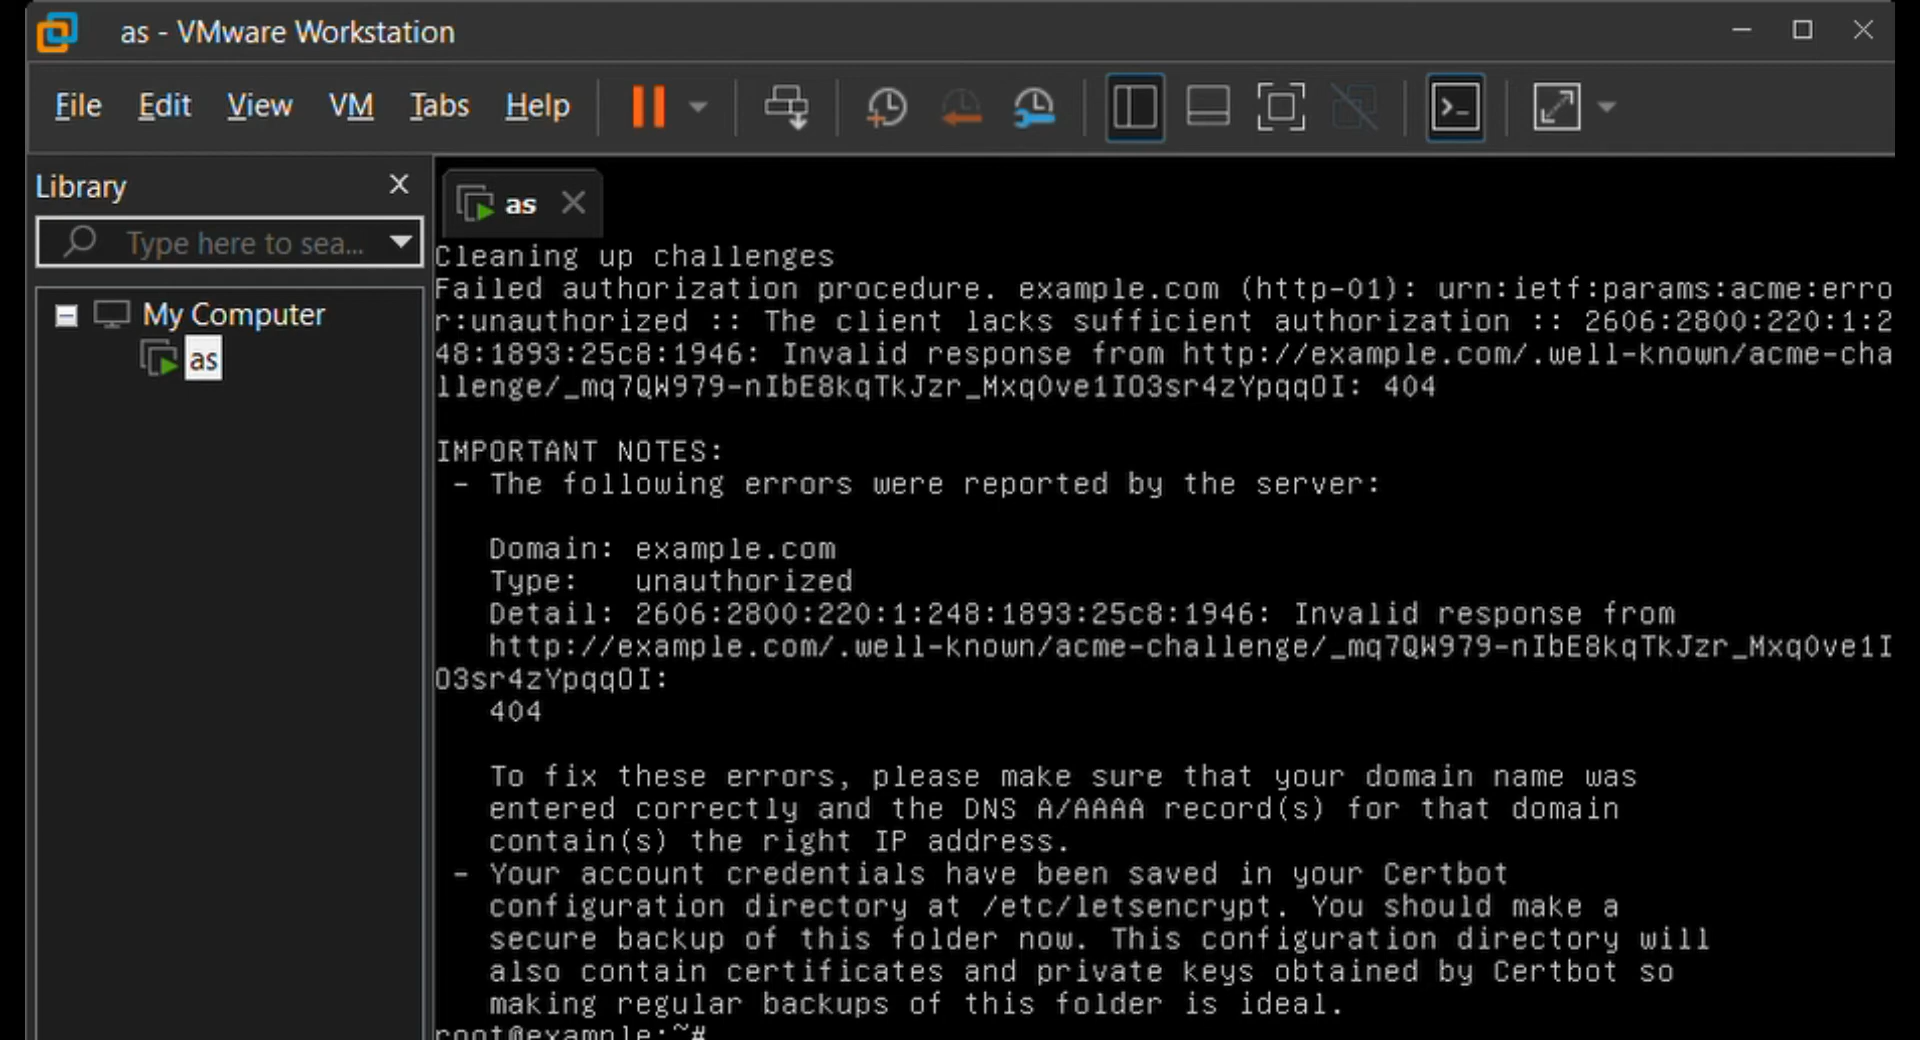 as - VMware Workstation
File Edit View VM Tabs Help
Library
as
Type here to sea...
My Computer
as
Cleaning up challenges
Failed authorization procedure. example.com (http-01): urn:ietf:params:acme:erro
r:unauthorized :: The client lacks sufficient authorization :: 2606:2800:220:1:2
48:1893:25c8:1946: Invalid response from http://example.com/.well-known/acme-cha
llenge/_mq7QW979-nIbE8kqTkJzr_Mxq0ve1IO3sr4zYpqqOI: 404
IMPORTANT NOTES:
- The following errors were reported by the server:
Domain: example.com
Type: unauthorized
Detail: 2606:2800:220:1:248:1893:25c8:1946: Invalid response from
http://example.com/.well-known/acme-challenge/_mq7QW979-nIbE8kqTkJzr_Mxq0ve1I
O3sr4zYpqqOI:
404
To fix these errors, please make sure that your domain name was
entered correctly and the DNS A/AAAA record(s) for that domain
contain(s) the right IP address.
- Your account credentials have been saved in your Certbot
configuration directory at /etc/letsencrypt. You should make a
secure backup of this folder now. This configuration directory will
also contain certificates and private keys obtained by Certbot so
making regular backups of this folder is ideal.
root@example:~#